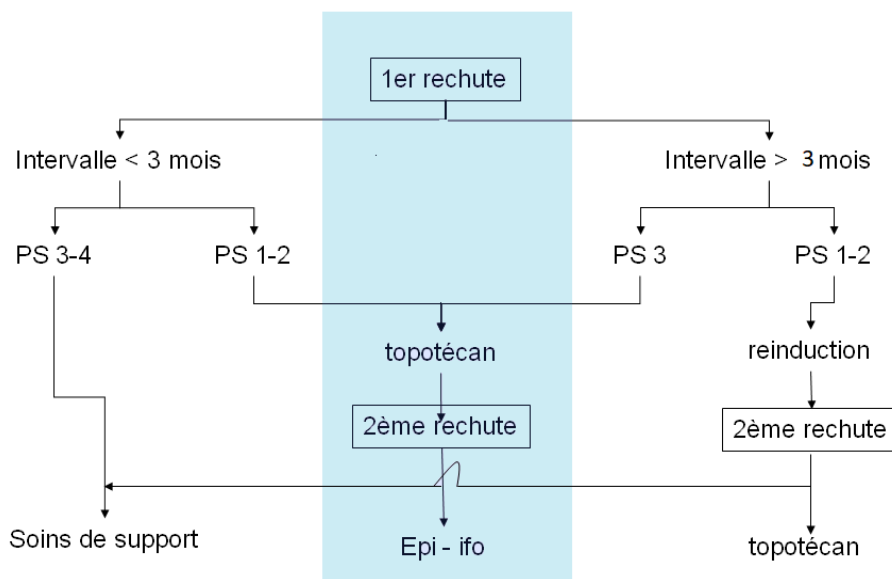 1er rechute
Intervalle < 3 mois
Intervalle > 3 mois
PS 3-4
PS 1-2
PS 3
PS 1-2
topotécan
reinduction
2ème rechute
2ème rechute
Soins de support
Epi - ifo
topotécan